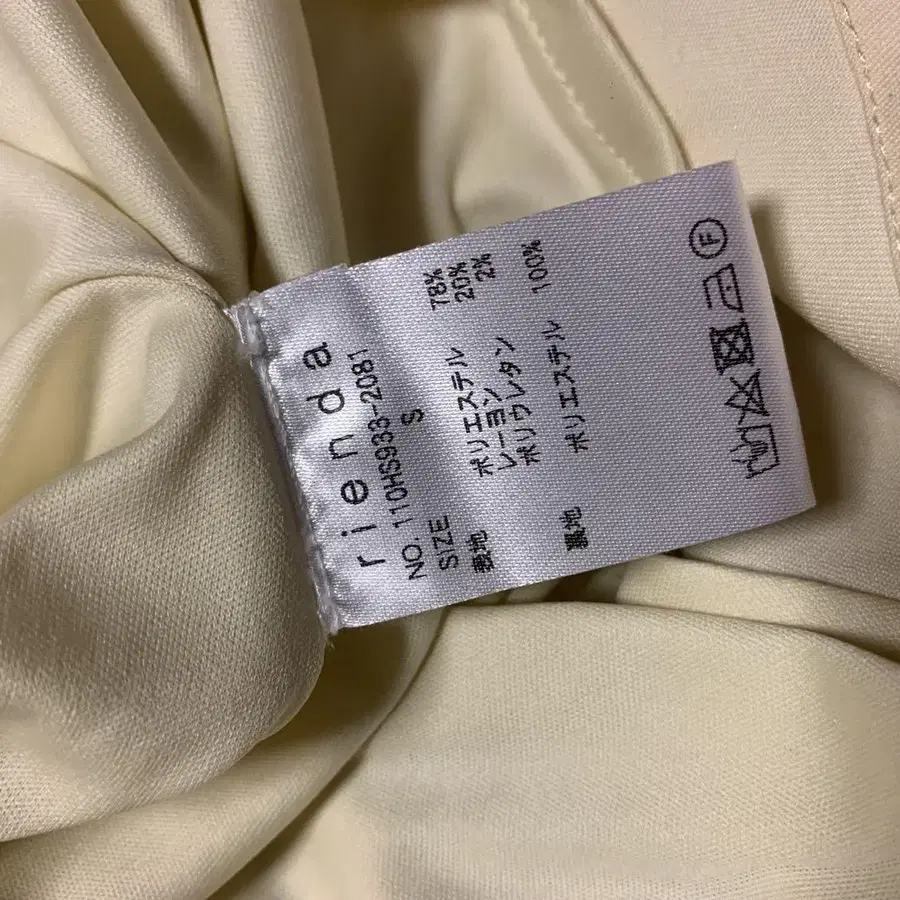 rienda
NO. 110HS933-2081
SIZE S
表地 ポリエステル 78%
レーヨン 20%
ポリウレタン 2%
裏地 ポリエステル 100%
F